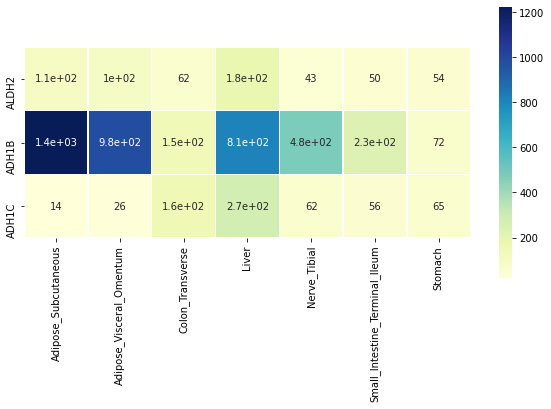 ALDH2 1.1e+02 1e+02 62 1.8e+02 43 50 54
ADH1B 1.4e+03 9.8e+02 1.5e+02 8.1e+02 4.8e+02 2.3e+02 72
ADH1C 14 26 1.6e+02 2.7e+02 62 56 65
Adipose_Subcutaneous
Adipose_Visceral_Omentum
Colon_Transverse
Liver
Nerve_Tibial
Small_Intestine_Terminal_Ileum
Stomach
1200
1000
800
600
400
200